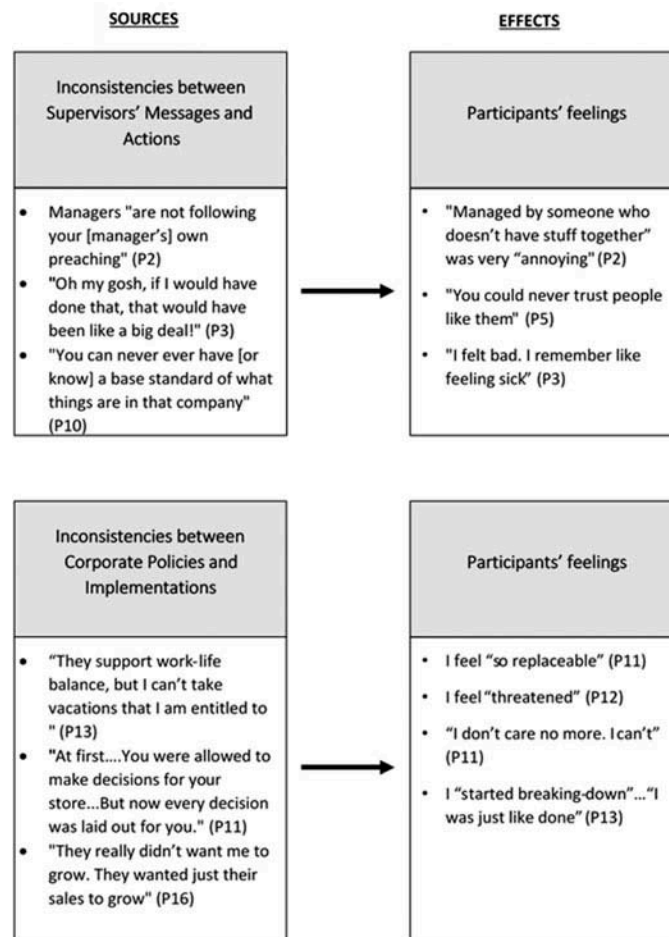 SOURCES
EFFECTS
Inconsistencies between
Supervisors’ Messages and
Actions
Participants’ feelings
• Managers "are not following
your [manager’s] own
preaching" (P2)
• "Oh my gosh, if I would have
done that, that would have
been like a big deal!" (P3)
• "You can never ever have [or
know] a base standard of what
things are in that company"
(P10)
• "Managed by someone who
doesn’t have stuff together”
was very “annoying” (P2)
• "You could never trust people
like them" (P5)
• "I felt bad. I remember like
feeling sick” (P3)
Inconsistencies between
Corporate Policies and
Implementations
Participants’ feelings
• “They support work-life
balance, but I can’t take
vacations that I am entitled to
" (P13)
• "At first....You were allowed to
make decisions for your
store...But now every decision
was laid out for you." (P11)
• "They really didn’t want me to
grow. They wanted just their
sales to grow" (P16)
• I feel “so replaceable” (P11)
• I feel “threatened” (P12)
• “I don’t care no more. I can’t”
(P11)
• I “started breaking-down”...“I
was just like done” (P13)